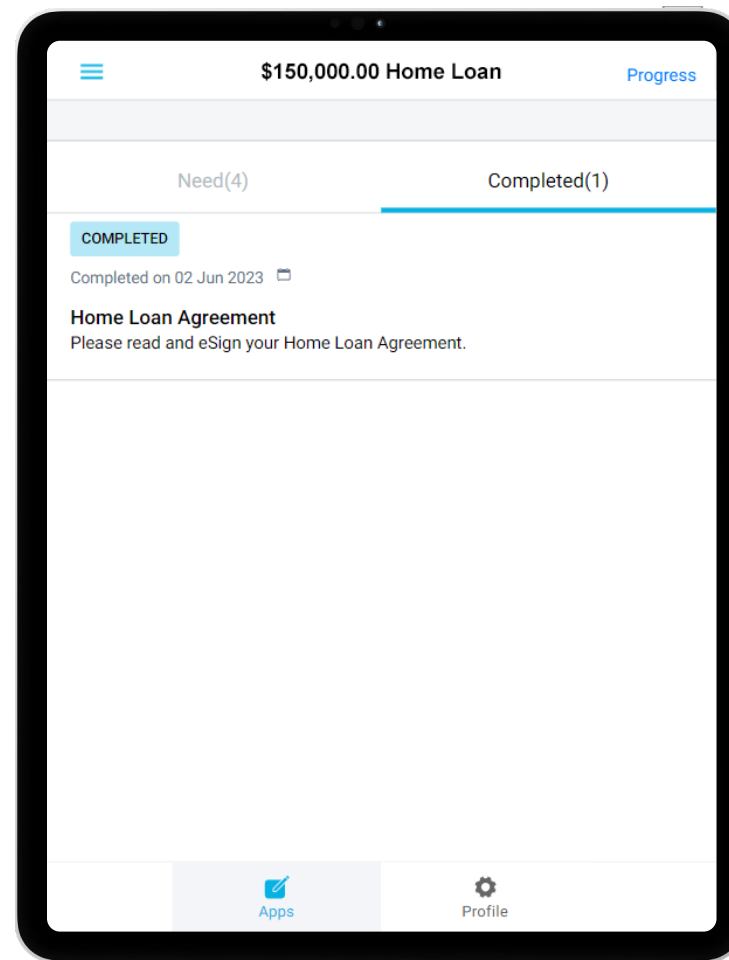 $150,000.00 Home Loan
Progress
Need(4)
Completed(1)
COMPLETED
Completed on 02 Jun 2023
Home Loan Agreement
Please read and eSign your Home Loan Agreement.
Apps
Profile